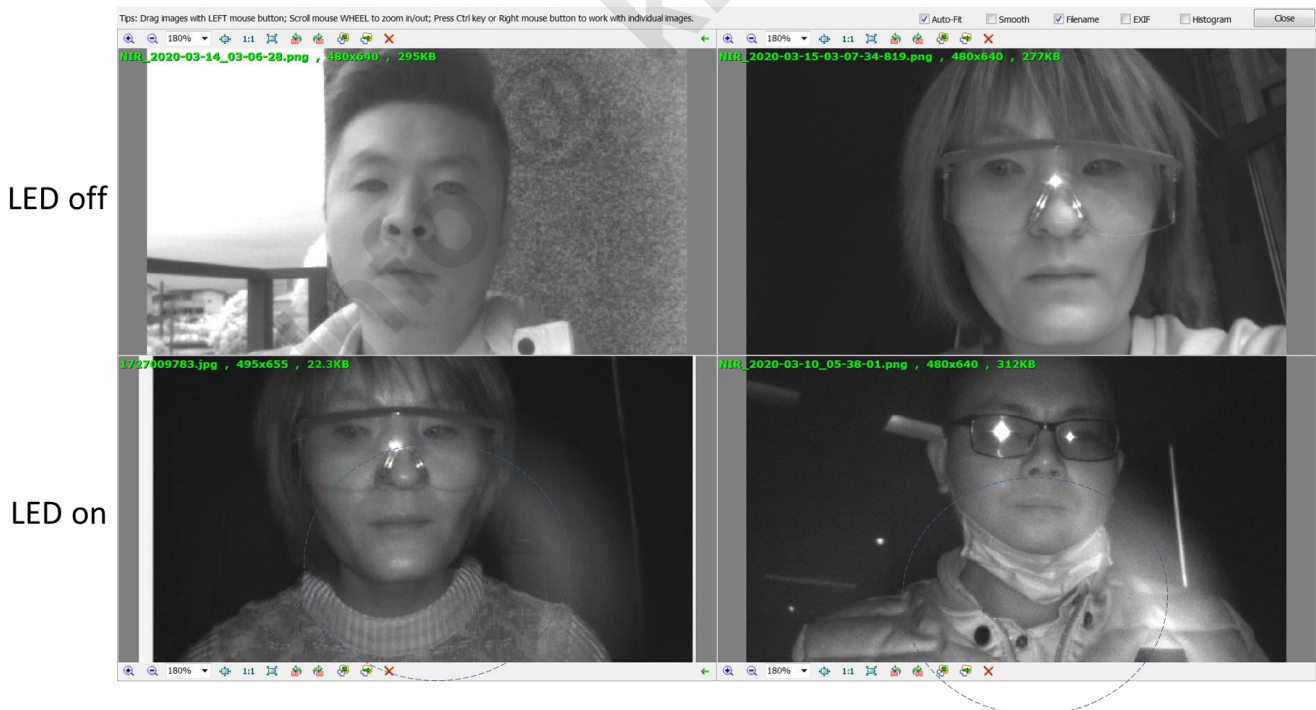 Tips: Drag images with LEFT mouse button; Scroll mouse WHEEL to zoom in/out; Press Ctrl key or Right mouse button to work with individual images. Auto-Fit Smooth Filename EXIF Histogram Close
180% 1:1 180% 1:1
NIR_2020-03-14_03-06-28.png , 480x640 , 295KB
NIR_2020-03-15-03-07-34-819.png , 480x640 , 277KB
LED off
1727009783.jpg , 495x655 , 22.3KB
NIR_2020-03-10_05-38-01.png , 480x640 , 312KB
LED on
180% 1:1 180% 1:1